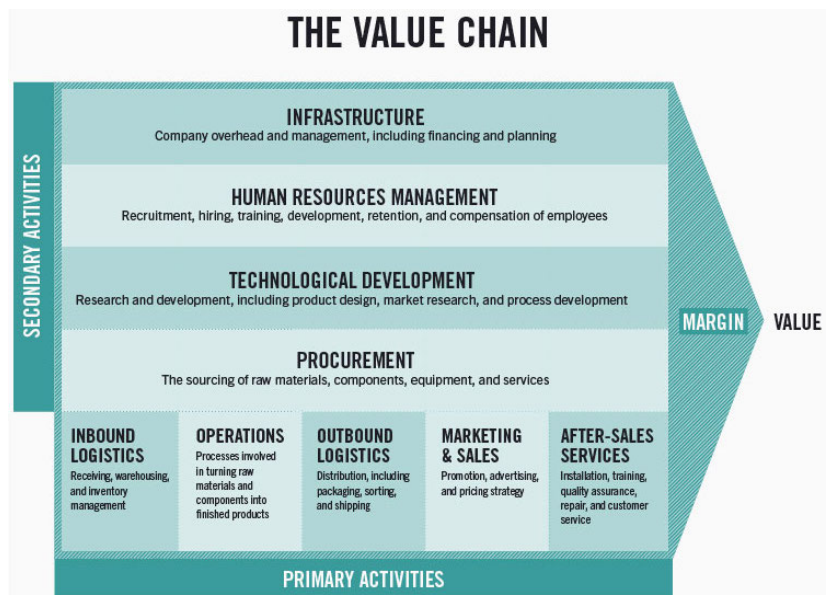 THE VALUE CHAIN
SECONDARY ACTIVITIES
INFRASTRUCTURE
Company overhead and management, including financing and planning
HUMAN RESOURCES MANAGEMENT
Recruitment, hiring, training, development, retention, and compensation of employees
TECHNOLOGICAL DEVELOPMENT
Research and development, including product design, market research, and process development
PROCUREMENT
The sourcing of raw materials, components, equipment, and services
INBOUND
LOGISTICS
Receiving, warehousing,
and inventory
management
OPERATIONS
Processes involved
in turning raw
materials and
components into
finished products
OUTBOUND
LOGISTICS
Distribution, including
packaging, sorting,
and shipping
MARKETING
& SALES
Promotion, advertising,
and pricing strategy
AFTER-SALES
SERVICES
Installation, training,
quality assurance,
repair, and customer
service
MARGIN
VALUE
PRIMARY ACTIVITIES